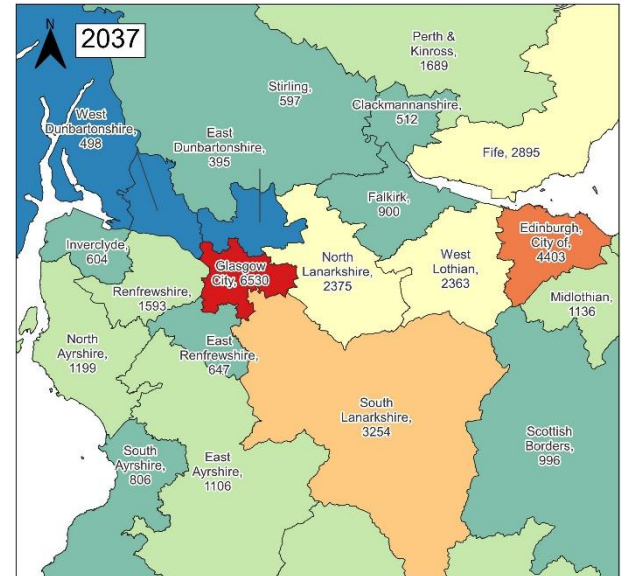 N
2037
Perth &
Kinross,
1689
Stirling,
597
Clackmannanshire,
512
West
Dunbartonshire,
498
East
Dunbartonshire,
395
Fife, 2895
Falkirk,
900
Edinburgh,
City of,
4403
Inverclyde,
604
Glasgow
City, 6530
North
Lanarkshire,
2375
West
Lothian,
2363
Renfrewshire,
1593
Midlothian,
1136
North
Ayrshire,
1199
East
Renfrewshire,
647
South
Lanarkshire,
3254
Scottish
Borders,
996
South
Ayrshire,
806
East
Ayrshire,
1106